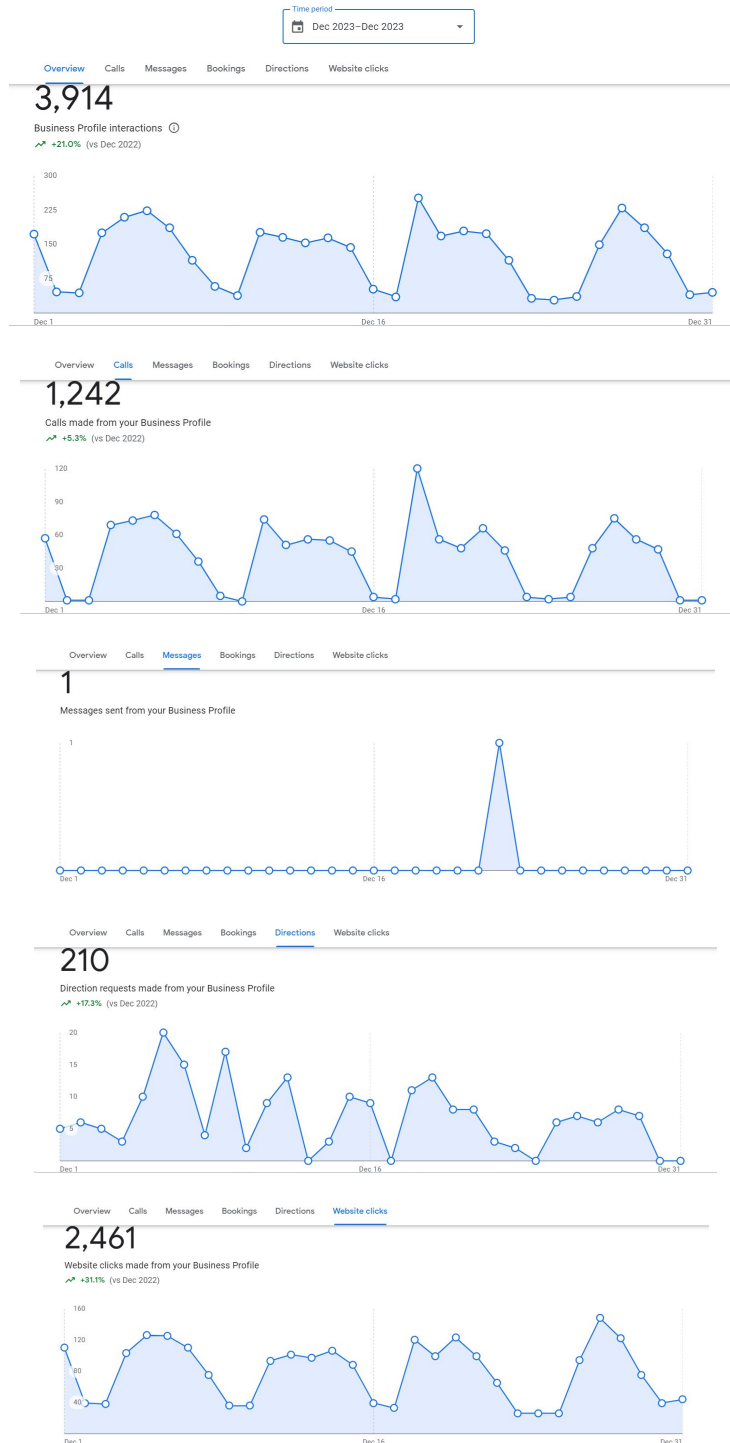 Time period
Dec 2023–Dec 2023
Overview Calls Messages Bookings Directions Website clicks
3,914
Business Profile interactions
+21.0% (vs Dec 2022)
300
225
150
75
Dec 1 Dec 16 Dec 31
Overview Calls Messages Bookings Directions Website clicks
1,242
Calls made from your Business Profile
+5.3% (vs Dec 2022)
120
90
60
30
Dec 1 Dec 16 Dec 31
Overview Calls Messages Bookings Directions Website clicks
1
Messages sent from your Business Profile
1
Dec 1 Dec 16 Dec 31
Overview Calls Messages Bookings Directions Website clicks
210
Direction requests made from your Business Profile
+17.3% (vs Dec 2022)
20
15
10
5
Dec 1 Dec 16 Dec 31
Overview Calls Messages Bookings Directions Website clicks
2,461
Website clicks made from your Business Profile
+31.1% (vs Dec 2022)
160
120
80
40
Dec 1 Dec 16 Dec 31